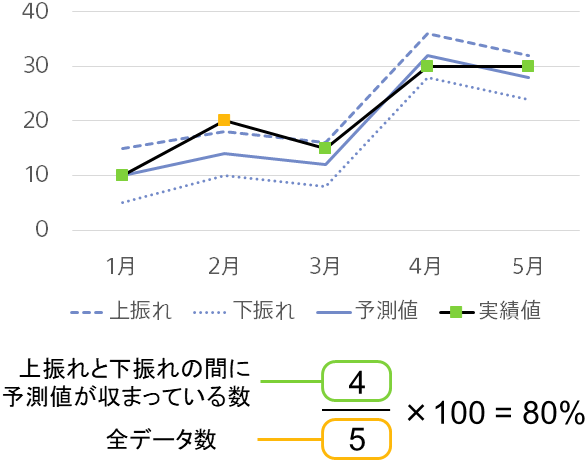 40
30
20
10
0
1月 2月 3月 4月 5月
上振れ 下振れ 予測値 実績値
上振れと下振れの間に
予測値が収まっている数
4
× 100 = 80%
全データ数
5